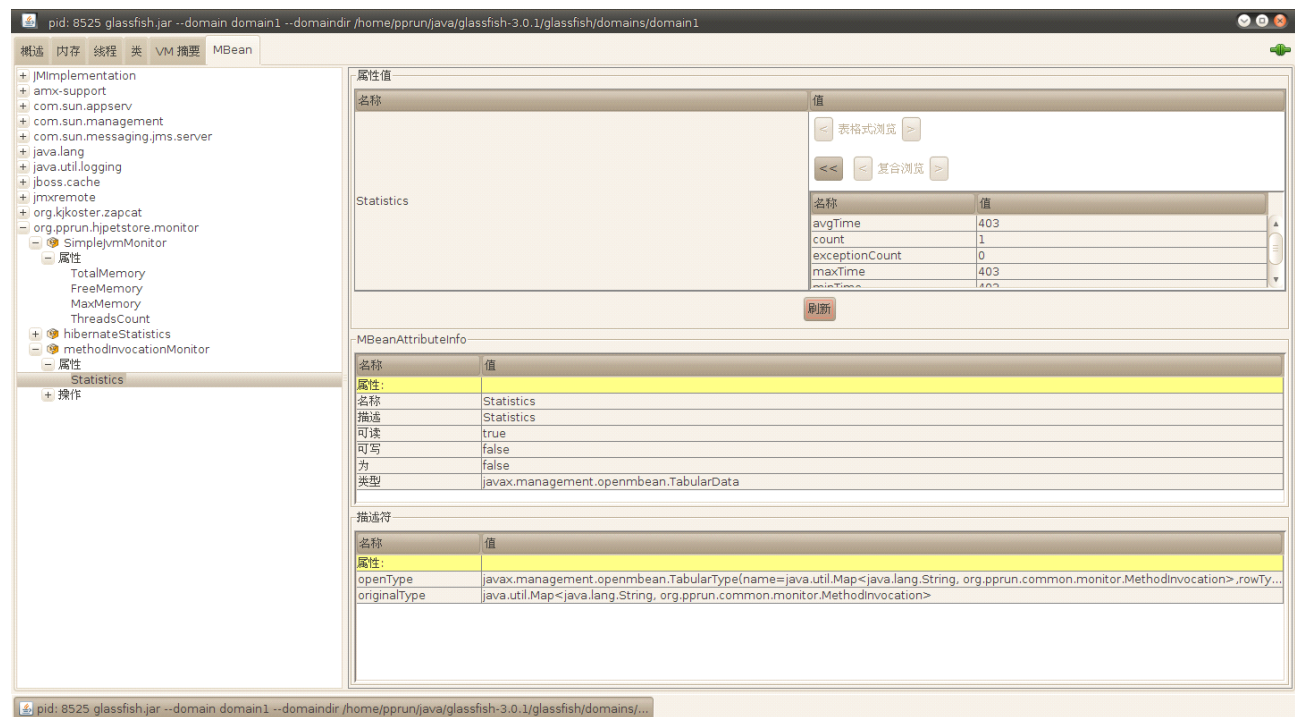 pid: 8525 glassfish.jar --domain domain1 --domaindir /home/pprun/java/glassfish-3.0.1/glassfish/domains/domain1
概述 内存 线程 类 VM 摘要 MBean
+ JMImplementation
+ amx-support
+ com.sun.appserv
+ com.sun.management
+ com.sun.messaging.jms.server
+ java.lang
+ java.util.logging
+ jboss.cache
+ jmxremote
+ org.kjkoster.zapcat
− org.pprun.hjpetstore.monitor
− SimpleJvmMonitor
− 属性
TotalMemory
FreeMemory
MaxMemory
ThreadsCount
+ hibernateStatistics
− methodInvocationMonitor
− 属性
Statistics
+ 操作
属性值
名称 值
Statistics
< 表格式浏览 >
<< < 复合浏览 >
名称 值
avgTime 403
count 1
exceptionCount 0
maxTime 403
minTime 403
刷新
MBeanAttributeInfo
名称 值
属性:
名称 Statistics
描述 Statistics
可读 true
可写 false
为 false
类型 javax.management.openmbean.TabularData
描述符
名称 值
属性:
openType javax.management.openmbean.TabularType(name=java.util.Map<java.lang.String, org.pprun.common.monitor.MethodInvocation>,rowTy...
originalType java.util.Map<java.lang.String, org.pprun.common.monitor.MethodInvocation>
pid: 8525 glassfish.jar --domain domain1 --domaindir /home/pprun/java/glassfish-3.0.1/glassfish/domains/...